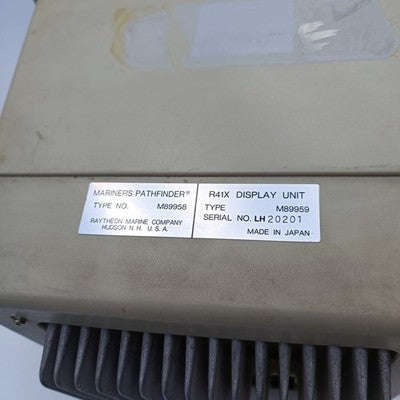 MARINERS PATHFINDER®
TYPE NO. M89958
RAYTHEON MARINE COMPANY
HUDSON N.H. U.S.A.
R41X DISPLAY UNIT
TYPE M89959
SERIAL NO. LH 20201
MADE IN JAPAN